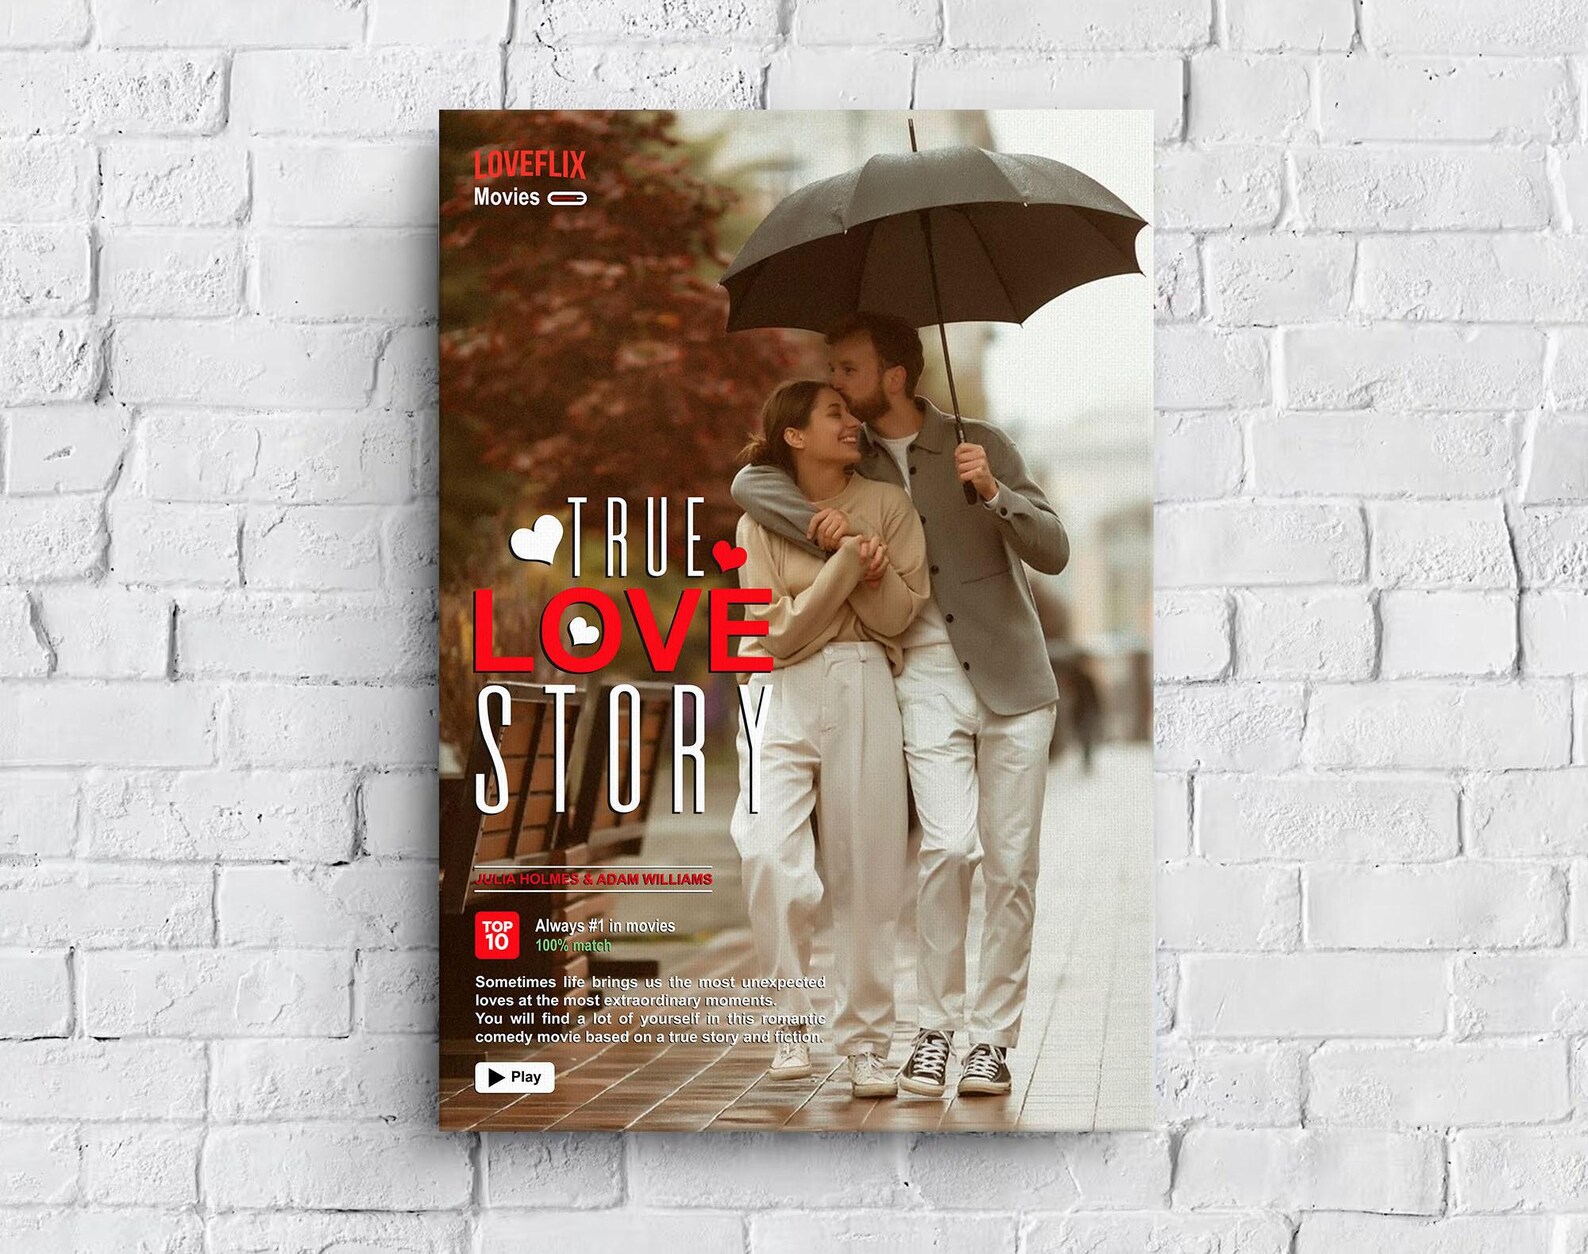 LOVEFLIX
Movies
TRUE
LOVE
STORY
JULIA HOLMES & ADAM WILLIAMS
TOP
10
Always #1 in movies
100% match
Sometimes life brings us the most unexpected
loves at the most extraordinary moments.
You will find a lot of yourself in this romantic
comedy movie based on a true story and fiction.
Play